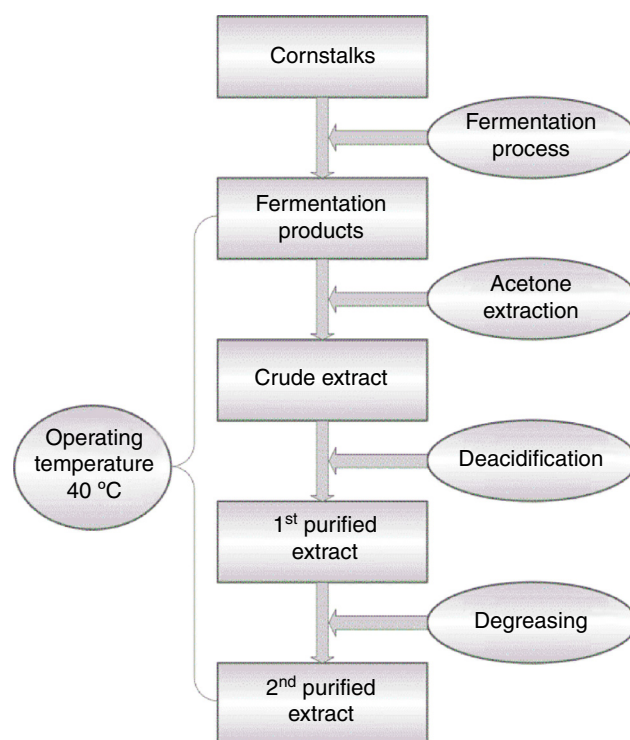 Cornstalks
Fermentation
process
Fermentation
products
Acetone
extraction
Crude extract
Operating
temperature
40 ºC
Deacidification
1st purified
extract
Degreasing
2nd purified
extract